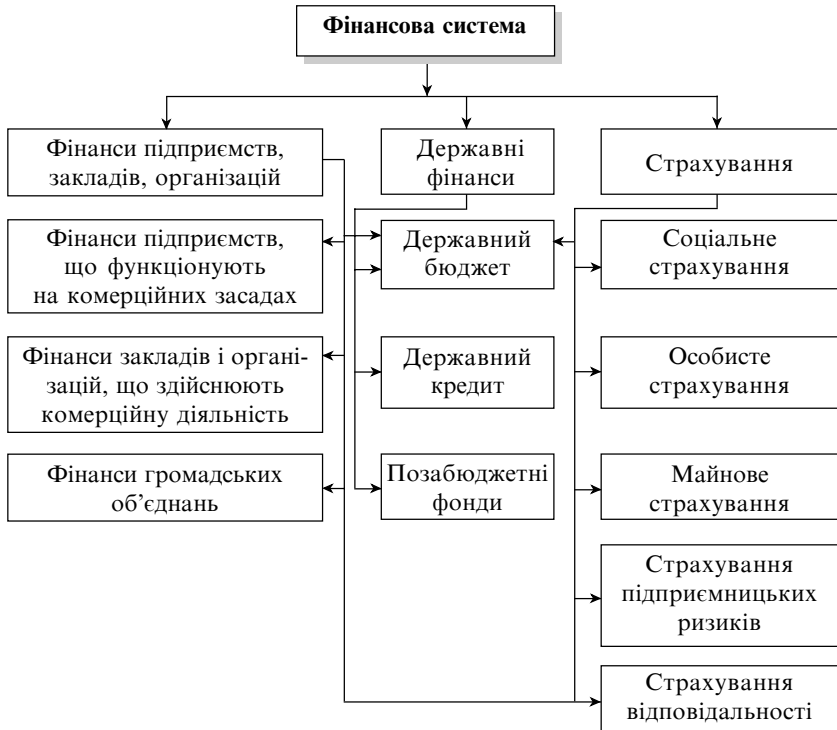 Фінансова система
Фінанси підприємств,
закладів, організацій
Державні
фінанси
Страхування
Фінанси підприємств,
що функціонують
на комерційних засадах
Державний
бюджет
Соціальне
страхування
Фінанси закладів і органі-
зацій, що здійснюють
комерційну діяльність
Державний
кредит
Особисте
страхування
Фінанси громадських
об’єднань
Позабюджетні
фонди
Майнове
страхування
Страхування
підприємницьких
ризиків
Страхування
відповідальності